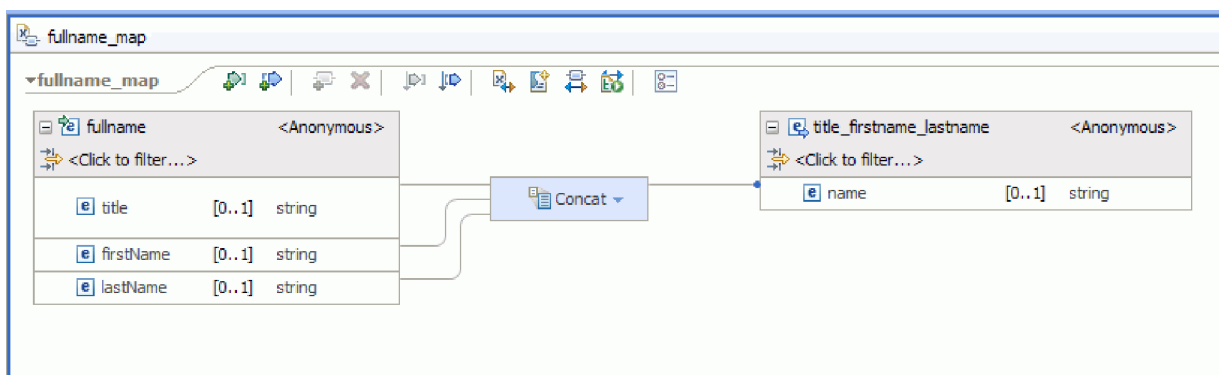 fullname_map
fullname_map
fullname <Anonymous>
<Click to filter...>
title [0..1] string
firstName [0..1] string
lastName [0..1] string
Concat
title_firstname_lastname <Anonymous>
<Click to filter...>
name [0..1] string